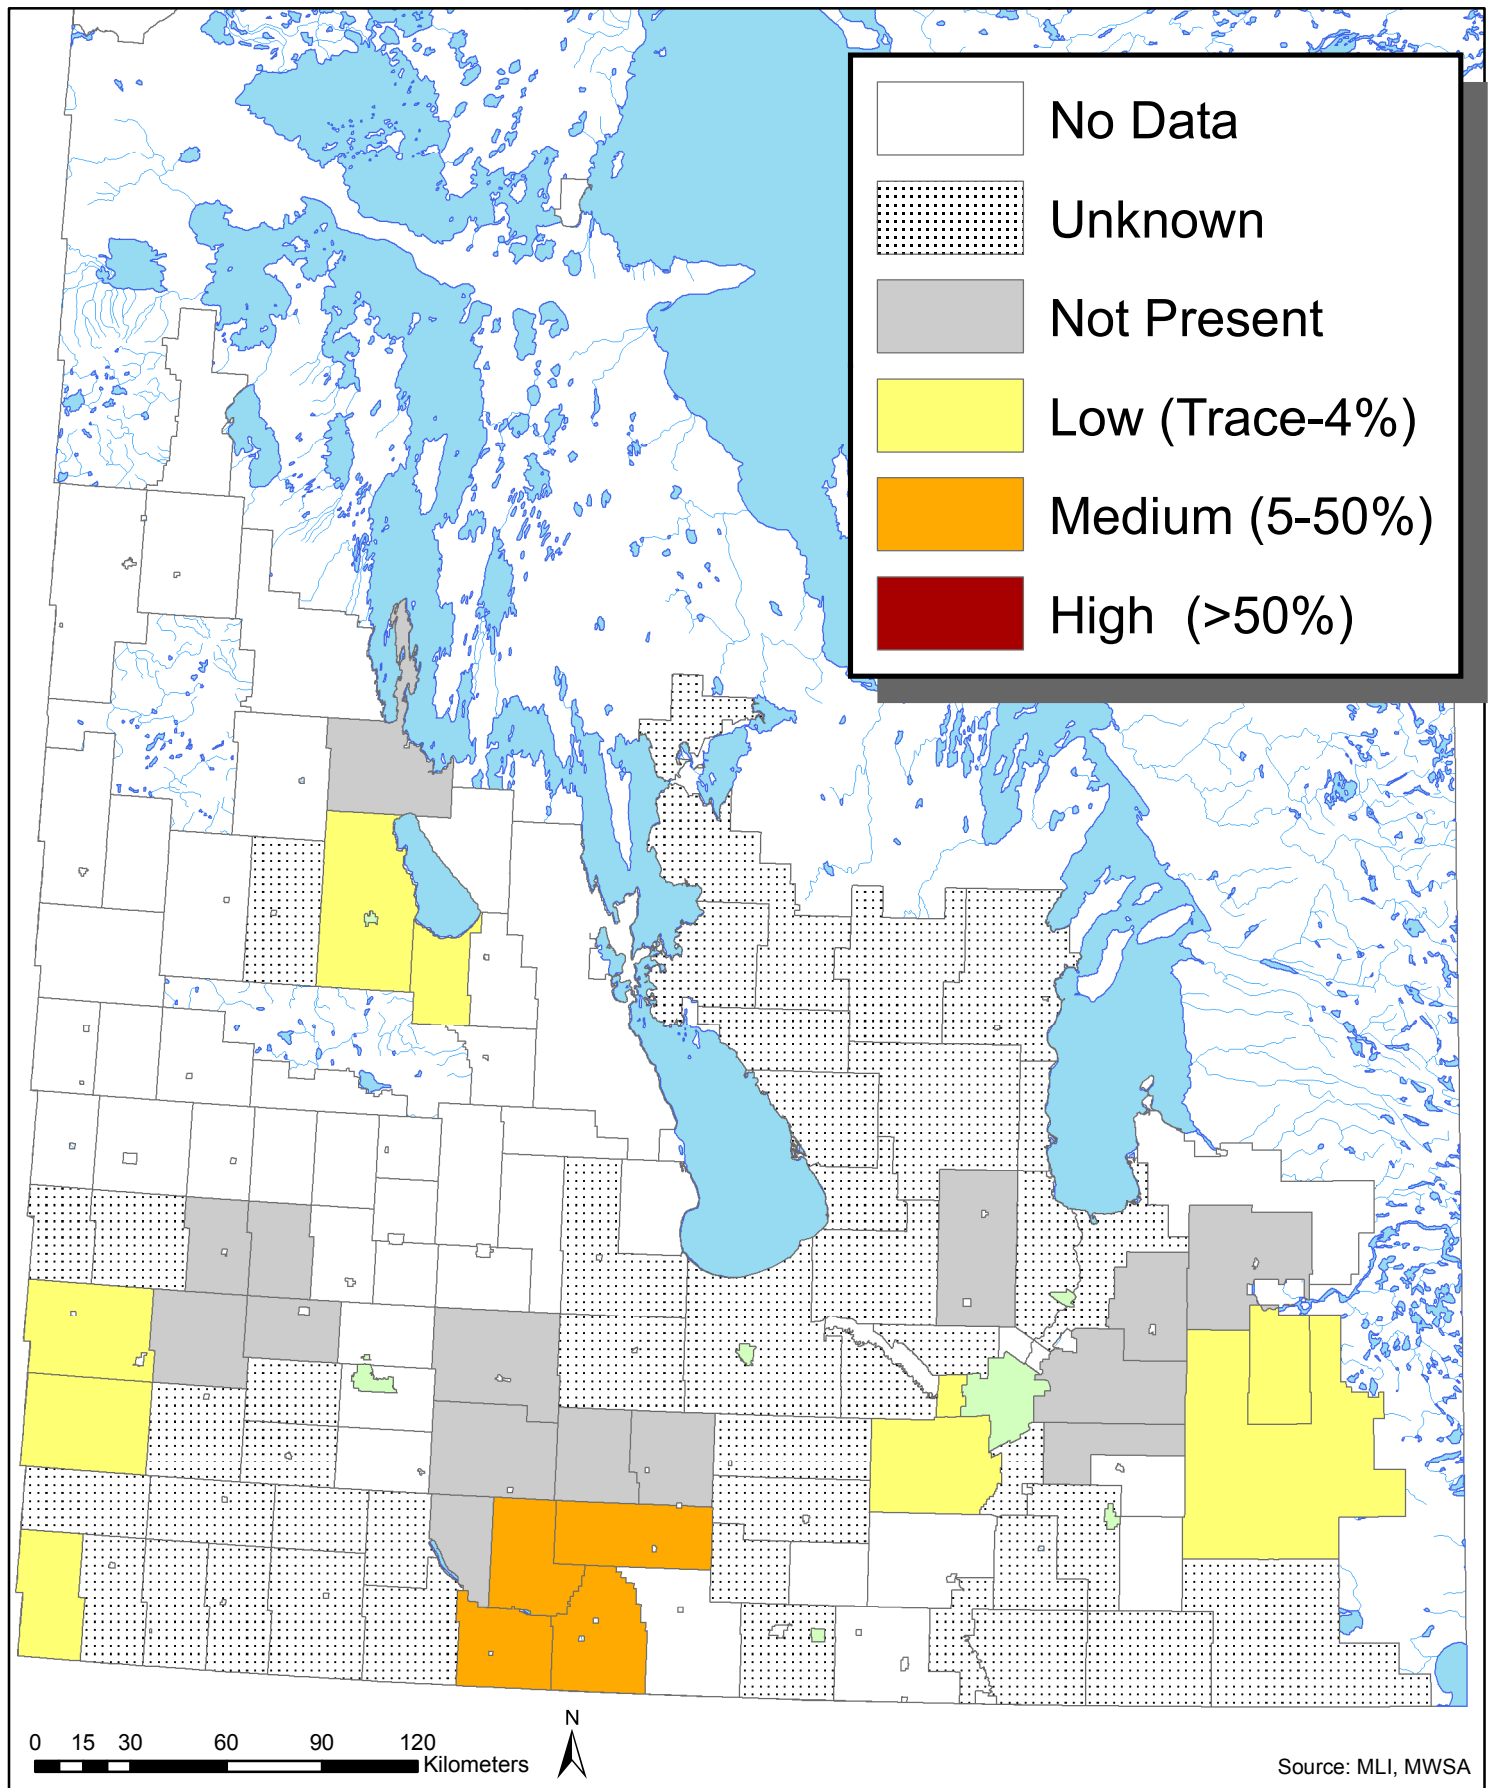 No Data
Unknown
Not Present
Low (Trace-4%)
Medium (5-50%)
High (>50%)
N
0 15 30 60 90 120
Kilometers
Source: MLI, MWSA